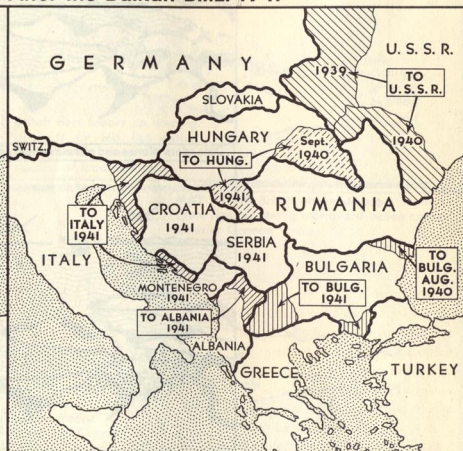 GERMANY
U.S.S.R.
1939
TO
U.S.S.R.
SLOVAKIA
HUNGARY
Sept.
1940
1940
SWITZ.
TO HUNG.
1941
TO
ITALY
1941
CROATIA
1941
RUMANIA
ITALY
SERBIA
1941
BULGARIA
TO
BULG.
AUG.
1940
MONTENEGRO
1941
TO BULG.
1941
TO ALBANIA
1941
ALBANIA
GREECE
TURKEY